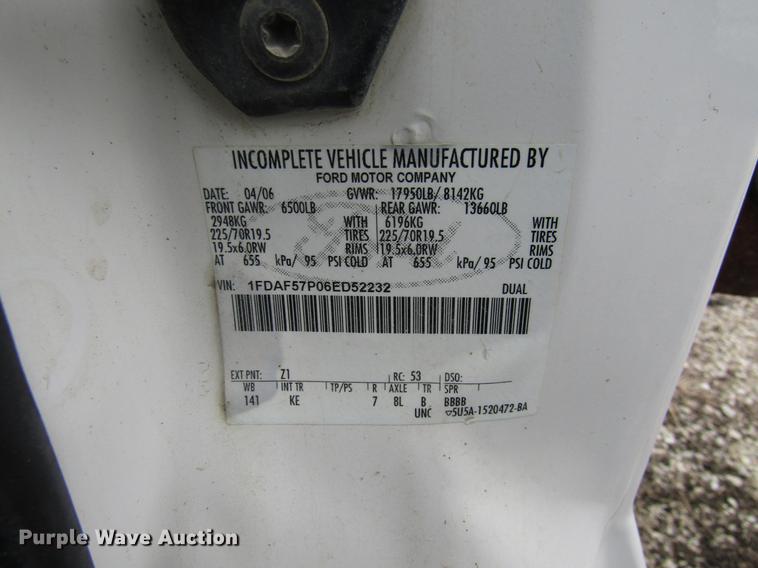 INCOMPLETE VEHICLE MANUFACTURED BY
FORD MOTOR COMPANY
DATE: 04/06 GVWR: 17950LB/ 8142KG
FRONT GAWR: 6500LB REAR GAWR: 13660LB
2948KG WITH 6196KG WITH
225/70R19.5 TIRES 225/70R19.5 TIRES
19.5x6.0RW RIMS 19.5x6.0RW RIMS
AT 655 kPa/ 95 PSI COLD AT 655 kPa/ 95 PSI COLD
VIN: 1FDAF57P06ED52232 DUAL
EXT PNT: Z1 RC: 53 DSO:
WB INT TR TP/PS R AXLE TR SPR
141 KE 7 8L B BBBB
UNC ▽5U5A-1520472-BA
Ford
Purple Wave Auction